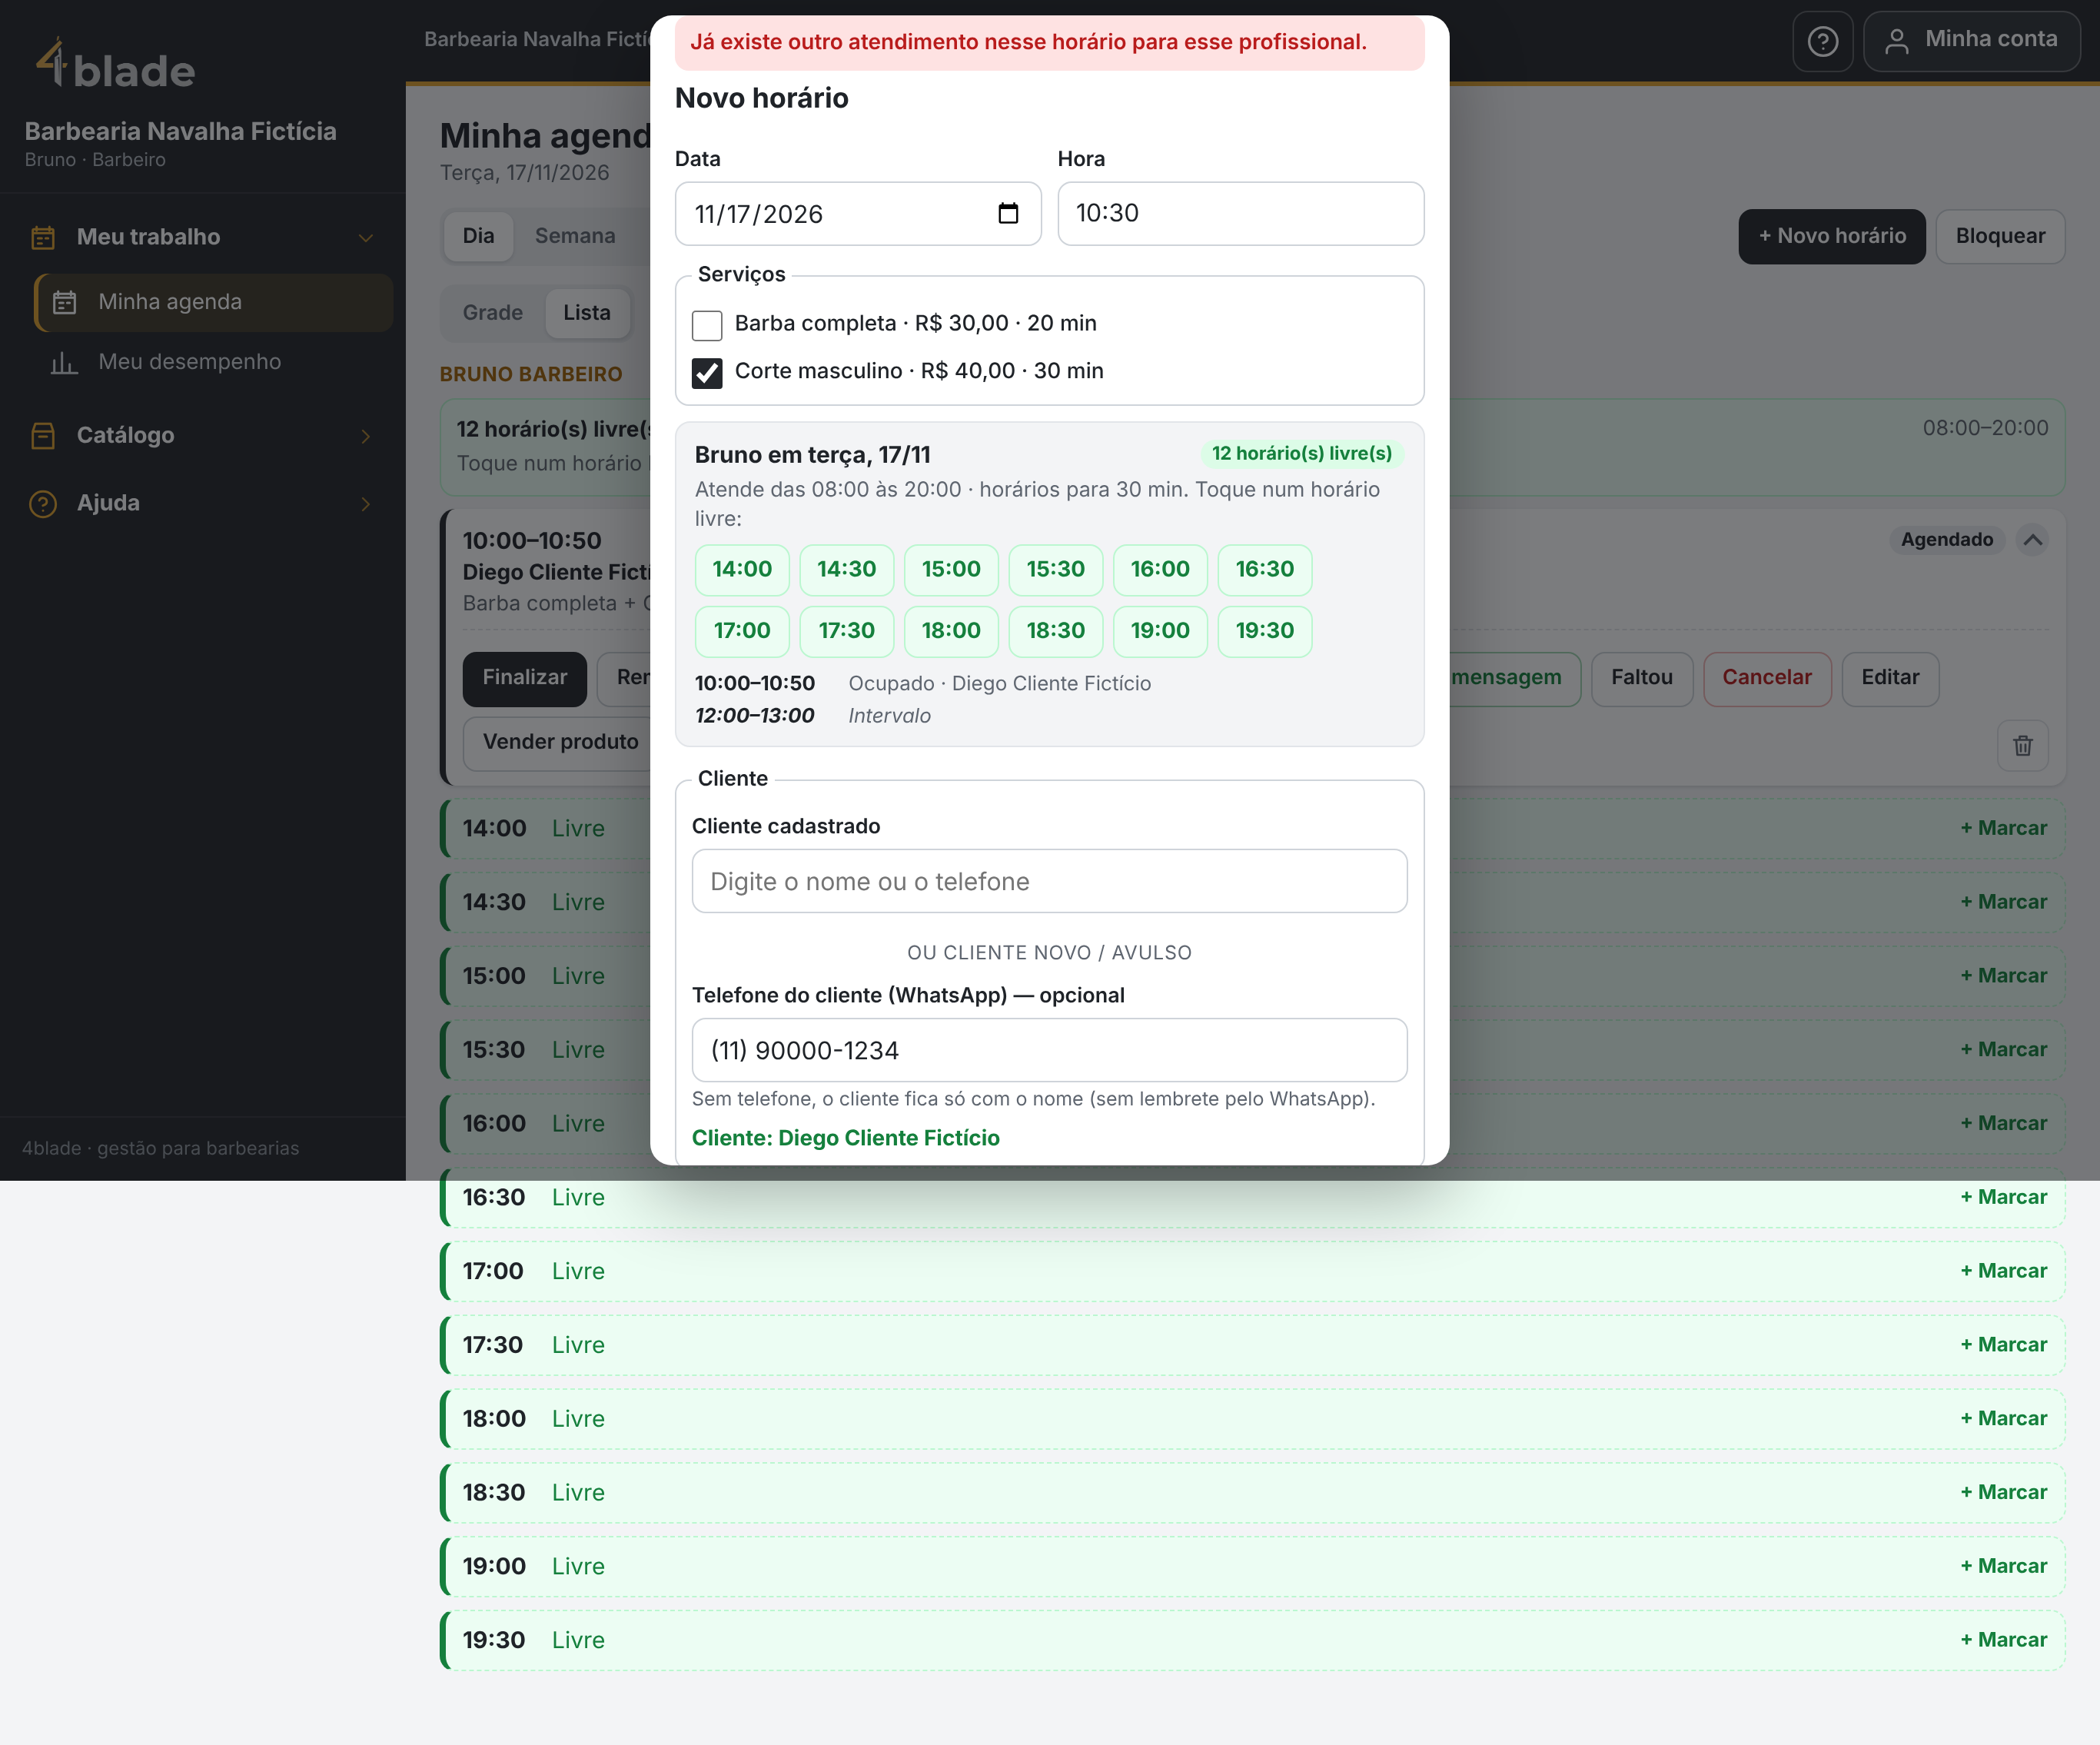 4blade
Barbearia Navalha Fictícia
Bruno · Barbeiro
Meu trabalho
Minha agenda
Meu desempenho
Catálogo
Ajuda
4blade · gestão para barbearias
Barbearia Navalha Fictí
Minha conta
Minha agend
Terça, 17/11/2026
Dia Semana
+ Novo horário Bloquear
Grade Lista
BRUNO BARBEIRO
12 horário(s) livre(s
08:00–20:00
Toque num horário
10:00–10:50
Agendado
Diego Cliente Fictí
Barba completa +
Finalizar
mensagem Faltou Cancelar Editar
Vender produto
Já existe outro atendimento nesse horário para esse profissional.
Novo horário
Data Hora
11/17/2026 10:30
Serviços
Barba completa · R$ 30,00 · 20 min
Corte masculino · R$ 40,00 · 30 min
Bruno em terça, 17/11 12 horário(s) livre(s)
Atende das 08:00 às 20:00 · horários para 30 min. Toque num horário
livre:
14:00 14:30 15:00 15:30 16:00 16:30
17:00 17:30 18:00 18:30 19:00 19:30
10:00–10:50 Ocupado · Diego Cliente Fictício
12:00–13:00 Intervalo
Cliente
Cliente cadastrado
Digite o nome ou o telefone
OU CLIENTE NOVO / AVULSO
Telefone do cliente (WhatsApp) — opcional
(11) 90000-1234
Sem telefone, o cliente fica só com o nome (sem lembrete pelo WhatsApp).
Cliente: Diego Cliente Fictício
14:00 Livre + Marcar
14:30 Livre + Marcar
15:00 Livre + Marcar
15:30 Livre + Marcar
16:00 Livre + Marcar
16:30 Livre + Marcar
17:00 Livre + Marcar
17:30 Livre + Marcar
18:00 Livre + Marcar
18:30 Livre + Marcar
19:00 Livre + Marcar
19:30 Livre + Marcar